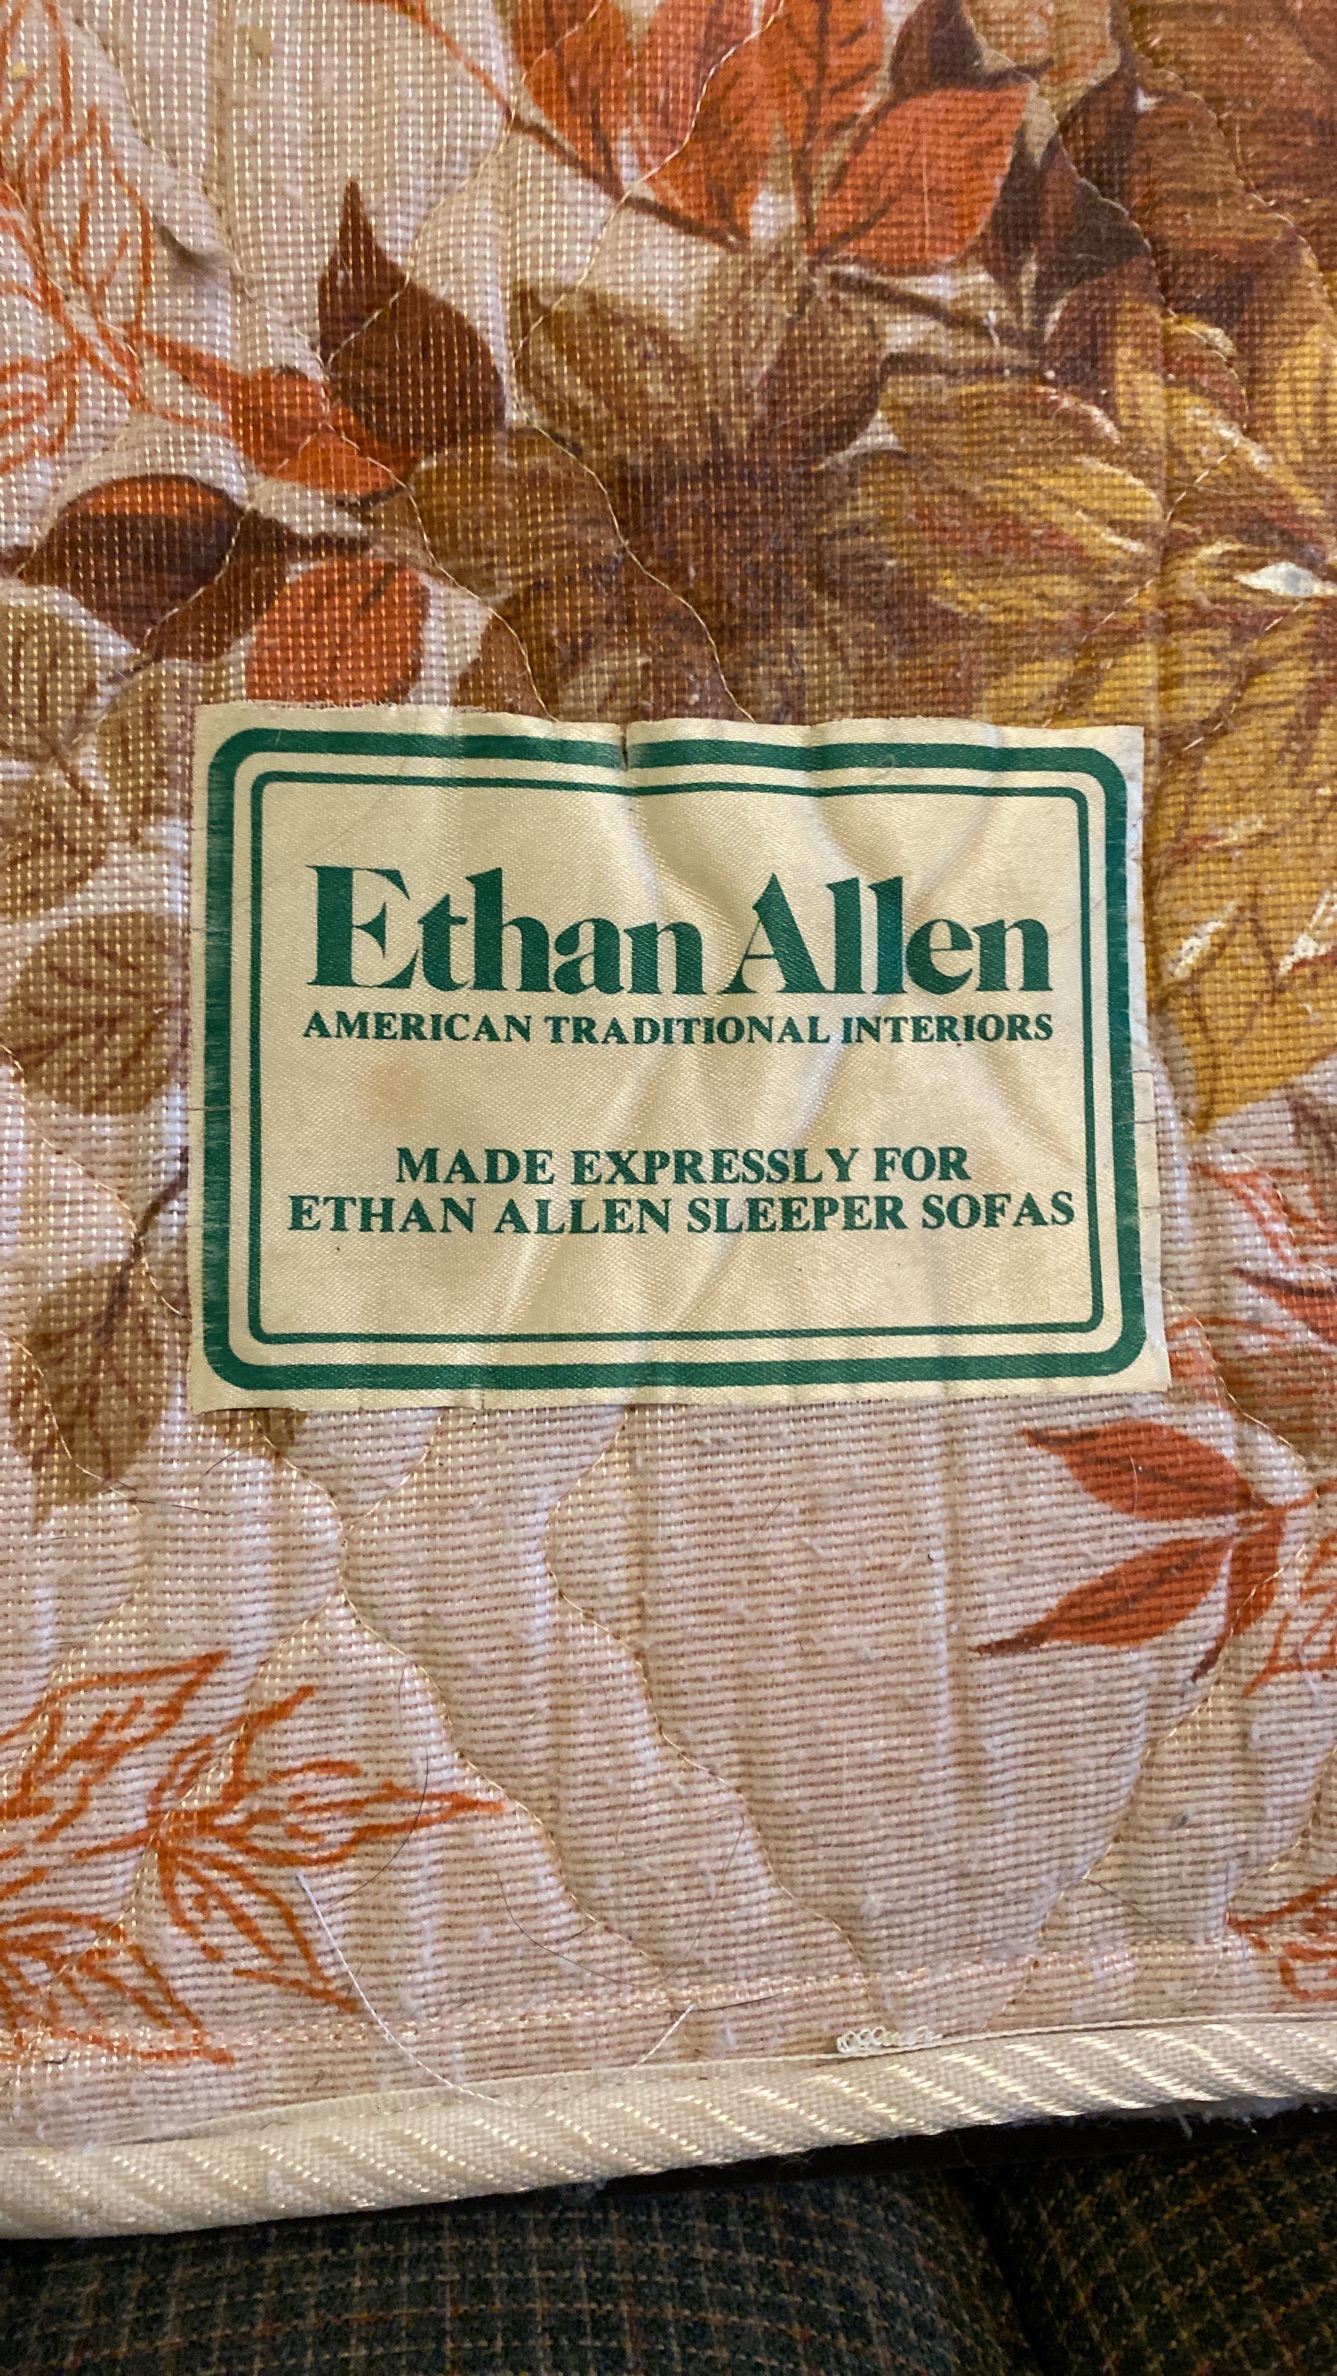 Ethan Allen
AMERICAN TRADITIONAL INTERIORS
MADE EXPRESSLY FOR
ETHAN ALLEN SLEEPER SOFAS